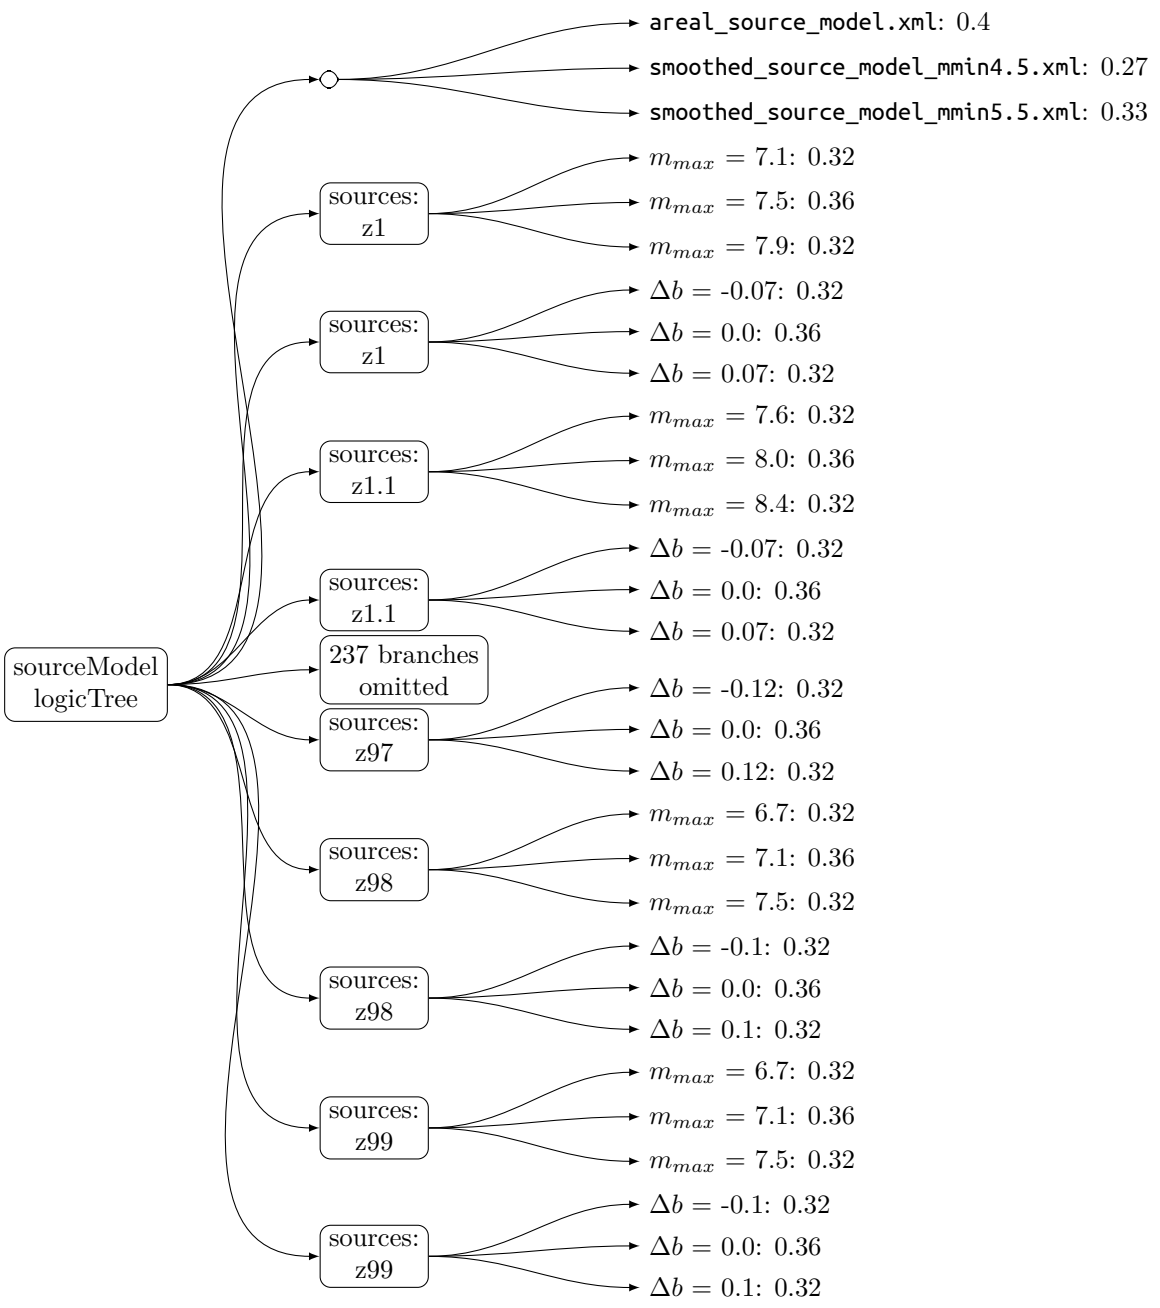 areal_source_model.xml: 0.4
smoothed_source_model_mmin4.5.xml: 0.27
smoothed_source_model_mmin5.5.xml: 0.33
m_max = 7.1: 0.32
sources:
z1
m_max = 7.5: 0.36
m_max = 7.9: 0.32
Δb = -0.07: 0.32
sources:
z1
Δb = 0.0: 0.36
Δb = 0.07: 0.32
m_max = 7.6: 0.32
sources:
z1.1
m_max = 8.0: 0.36
m_max = 8.4: 0.32
Δb = -0.07: 0.32
sources:
z1.1
Δb = 0.0: 0.36
Δb = 0.07: 0.32
sourceModel
logicTree
237 branches
omitted
Δb = -0.12: 0.32
sources:
z97
Δb = 0.0: 0.36
Δb = 0.12: 0.32
m_max = 6.7: 0.32
sources:
z98
m_max = 7.1: 0.36
m_max = 7.5: 0.32
Δb = -0.1: 0.32
sources:
z98
Δb = 0.0: 0.36
Δb = 0.1: 0.32
m_max = 6.7: 0.32
sources:
z99
m_max = 7.1: 0.36
m_max = 7.5: 0.32
Δb = -0.1: 0.32
sources:
z99
Δb = 0.0: 0.36
Δb = 0.1: 0.32